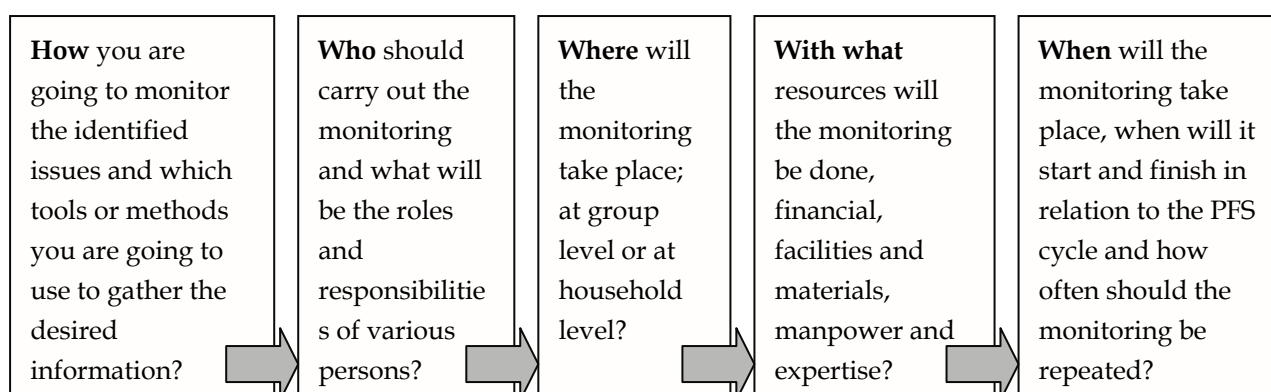 How you are
going to monitor
the identified
issues and which
tools or methods
you are going to
use to gather the
desired
information?
Who should
carry out the
monitoring
and what will
be the roles
and
responsibilitie
s of various
persons?
Where will
the
monitoring
take place;
at group
level or at
household
level?
With what
resources will
the monitoring
be done,
financial,
facilities and
materials,
manpower and
expertise?
When will the
monitoring take
place, when will it
start and finish in
relation to the PFS
cycle and how
often should the
monitoring be
repeated?